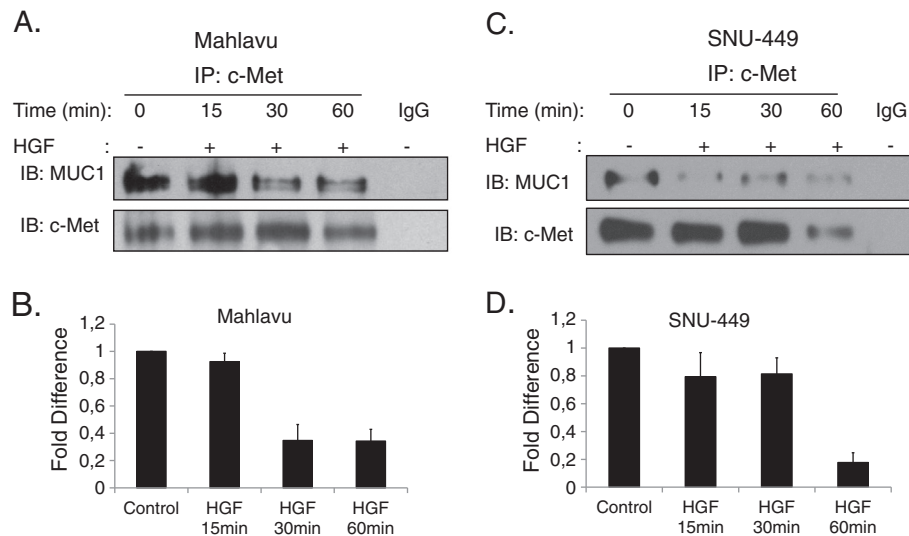 A.
Mahlavu
IP: c-Met
Time (min): 0 15 30 60 IgG
HGF : - + + + -
IB: MUC1
IB: c-Met
B.
Mahlavu
Fold Difference
1,2
1
0,8
0,6
0,4
0,2
0
Control
HGF 15min
HGF 30min
HGF 60min
C.
SNU-449
IP: c-Met
Time (min): 0 15 30 60 IgG
HGF : - + + + -
IB: MUC1
IB: c-Met
D.
SNU-449
Fold Difference
1,2
1
0,8
0,6
0,4
0,2
0
Control
HGF 15min
HGF 30min
HGF 60min